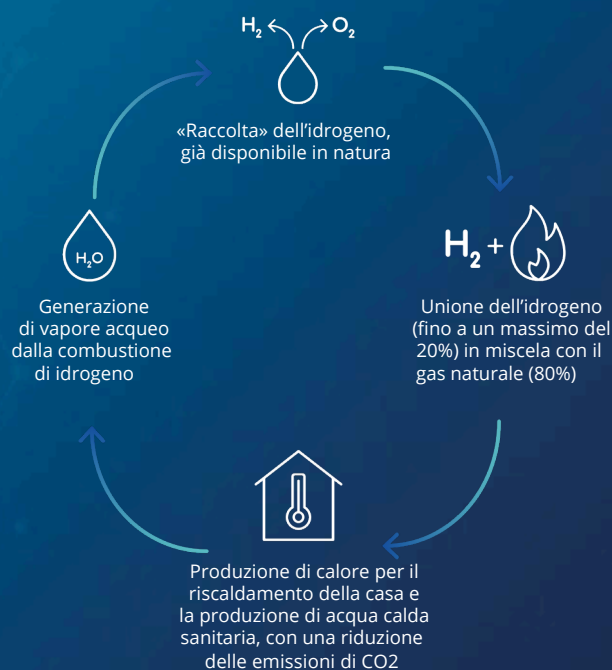 H₂ O₂
«Raccolta» dell'idrogeno,
già disponibile in natura
H₂ +
Unione dell'idrogeno
(fino a un massimo del
20%) in miscela con il
gas naturale (80%)
Produzione di calore per il
riscaldamento della casa e
la produzione di acqua calda
sanitaria, con una riduzione
delle emissioni di CO2
H₂O
Generazione
di vapore acqueo
dalla combustione
di idrogeno